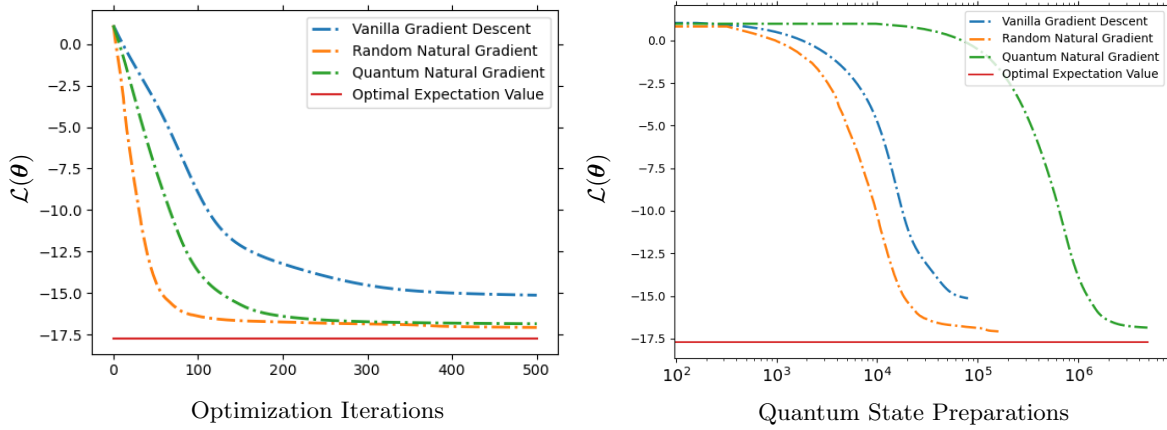 Vanilla Gradient Descent
Random Natural Gradient
Quantum Natural Gradient
Optimal Expectation Value
0.0
−2.5
−5.0
−7.5
−10.0
−12.5
−15.0
−17.5
ℒ(θ)
0 100 200 300 400 500
Optimization Iterations
Vanilla Gradient Descent
Random Natural Gradient
Quantum Natural Gradient
Optimal Expectation Value
0.0
−2.5
−5.0
−7.5
−10.0
−12.5
−15.0
−17.5
ℒ(θ)
10² 10³ 10⁴ 10⁵ 10⁶
Quantum State Preparations